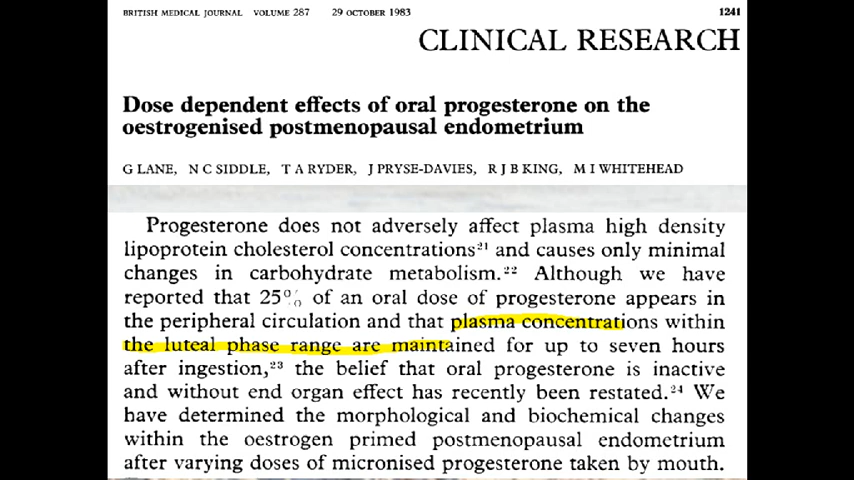 BRITISH MEDICAL JOURNAL VOLUME 287 29 OCTOBER 1983 1241
CLINICAL RESEARCH
Dose dependent effects of oral progesterone on the
oestrogenised postmenopausal endometrium
G LANE, N C SIDDLE, T A RYDER, J PRYSE-DAVIES, R J B KING, M I WHITEHEAD
Progesterone does not adversely affect plasma high density
lipoprotein cholesterol concentrations²¹ and causes only minimal
changes in carbohydrate metabolism.²² Although we have
reported that 25% of an oral dose of progesterone appears in
the peripheral circulation and that plasma concentrations within
the luteal phase range are maintained for up to seven hours
after ingestion,²³ the belief that oral progesterone is inactive
and without end organ effect has recently been restated.²⁴ We
have determined the morphological and biochemical changes
within the oestrogen primed postmenopausal endometrium
after varying doses of micronised progesterone taken by mouth.